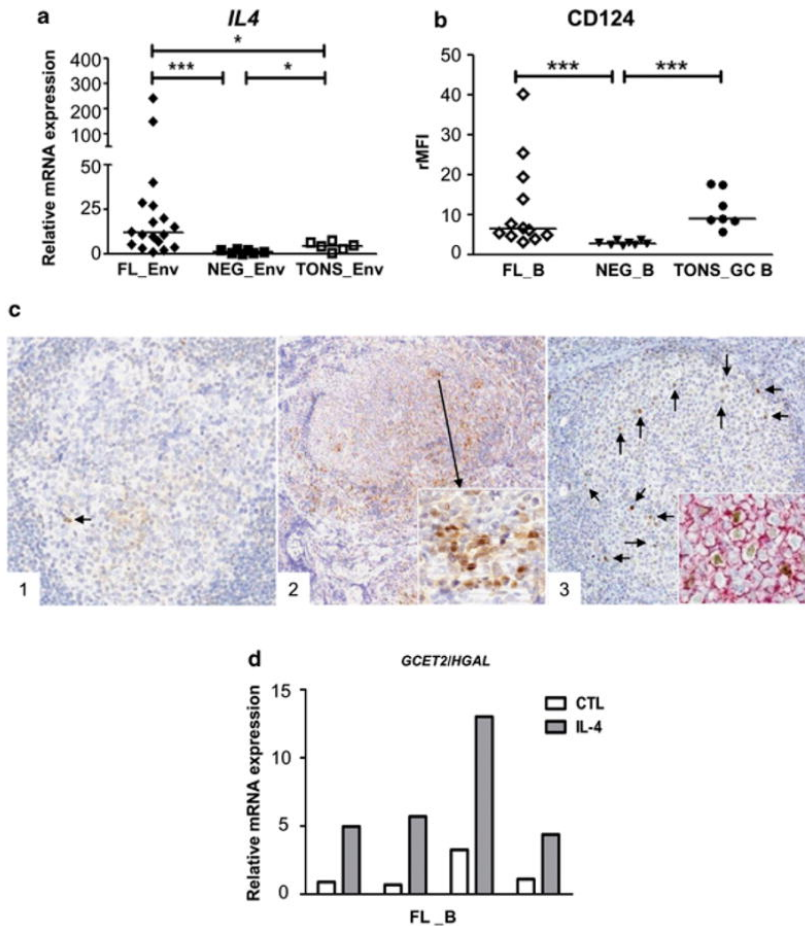 a
IL4
*
***
*
Relative mRNA expression
400
300
200
100
50
25
0
FL_Env
NEG_Env
TONS_Env
b
CD124
***
***
rMFI
50
40
30
20
10
0
FL_B
NEG_B
TONS_GC B
c
1
2
3
d
GCET2/HGAL
Relative mRNA expression
15
10
5
0
CTL
IL-4
FL _B